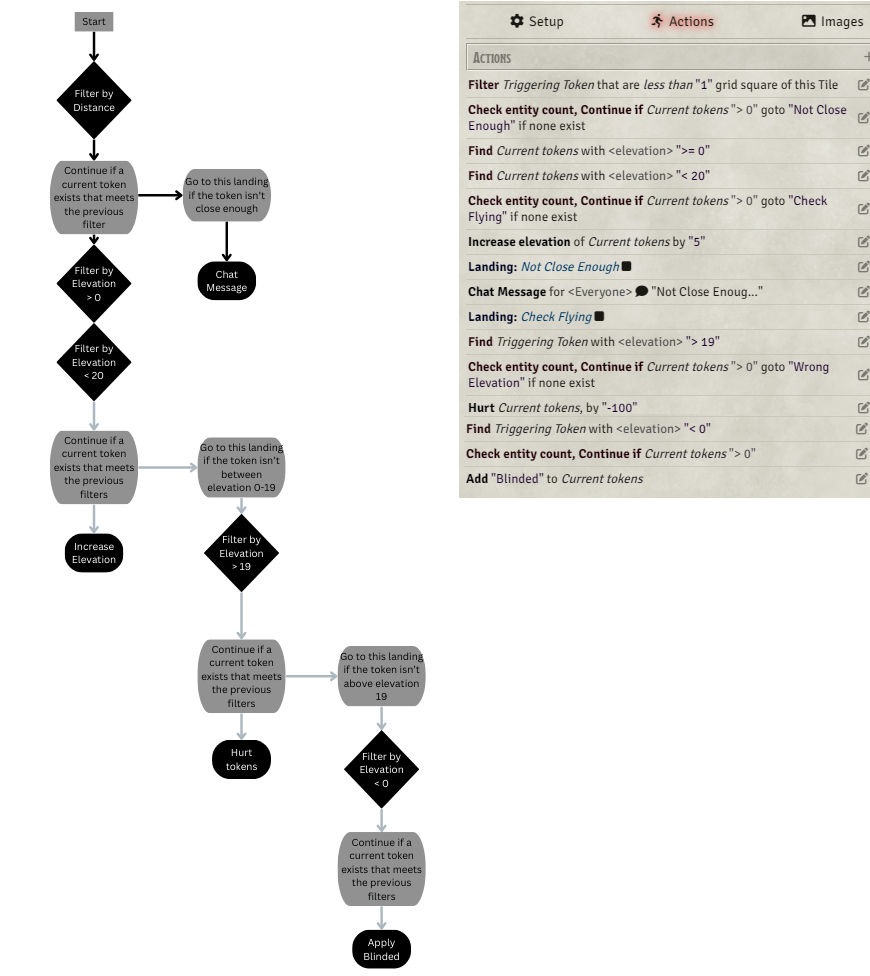 Start
Filter by
Distance
Continue if a
current token
exists that meets
the previous
filter
Go to this landing
if the token isn't
close enough
Chat
Message
Filter by
Elevation
> 0
Filter by
Elevation
< 20
Continue if a
current token
exists that meets
the previous
filters
Go to this landing
if the token isn't
between
elevation 0-19
Increase
Elevation
Filter by
Elevation
> 19
Continue if a
current token
exists that meets
the previous
filters
Go to this landing
if the token isn't
above elevation
19
Hurt
tokens
Filter by
Elevation
< 0
Continue if a
current token
exists that meets
the previous
filters
Apply
Blinded
Setup Actions Images
Actions
Filter Triggering Token that are less than "1" grid square of this Tile
Check entity count, Continue if Current tokens "> 0" goto "Not Close
Enough" if none exist
Find Current tokens with <elevation> ">= 0"
Find Current tokens with <elevation> "< 20"
Check entity count, Continue if Current tokens "> 0" goto "Check
Flying" if none exist
Increase elevation of Current tokens by "5"
Landing: Not Close Enough
Chat Message for <Everyone> "Not Close Enoug..."
Landing: Check Flying
Find Triggering Token with <elevation> "> 19"
Check entity count, Continue if Current tokens "> 0" goto "Wrong
Elevation" if none exist
Hurt Current tokens, by "-100"
Find Triggering Token with <elevation> "< 0"
Check entity count, Continue if Current tokens "> 0"
Add "Blinded" to Current tokens